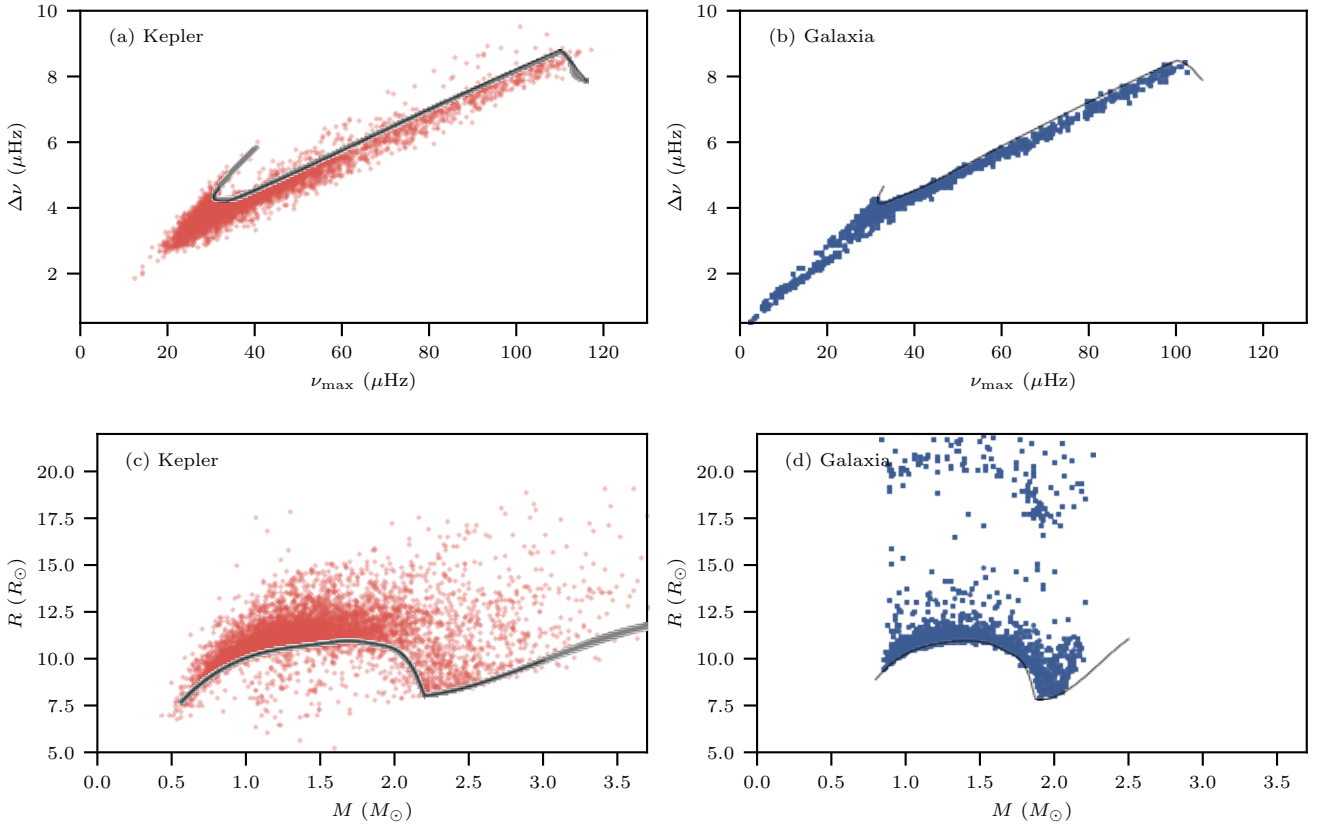 10
8
6
4
2
Δν (μHz)
(a) Kepler
0 20 40 60 80 100 120
ν_max (μHz)
10
8
6
4
2
Δν (μHz)
(b) Galaxia
0 20 40 60 80 100 120
ν_max (μHz)
20.0
17.5
15.0
12.5
10.0
7.5
5.0
R (R⊙)
(c) Kepler
0.0 0.5 1.0 1.5 2.0 2.5 3.0 3.5
M (M⊙)
20.0
17.5
15.0
12.5
10.0
7.5
5.0
R (R⊙)
(d) Galaxia
0.0 0.5 1.0 1.5 2.0 2.5 3.0 3.5
M (M⊙)